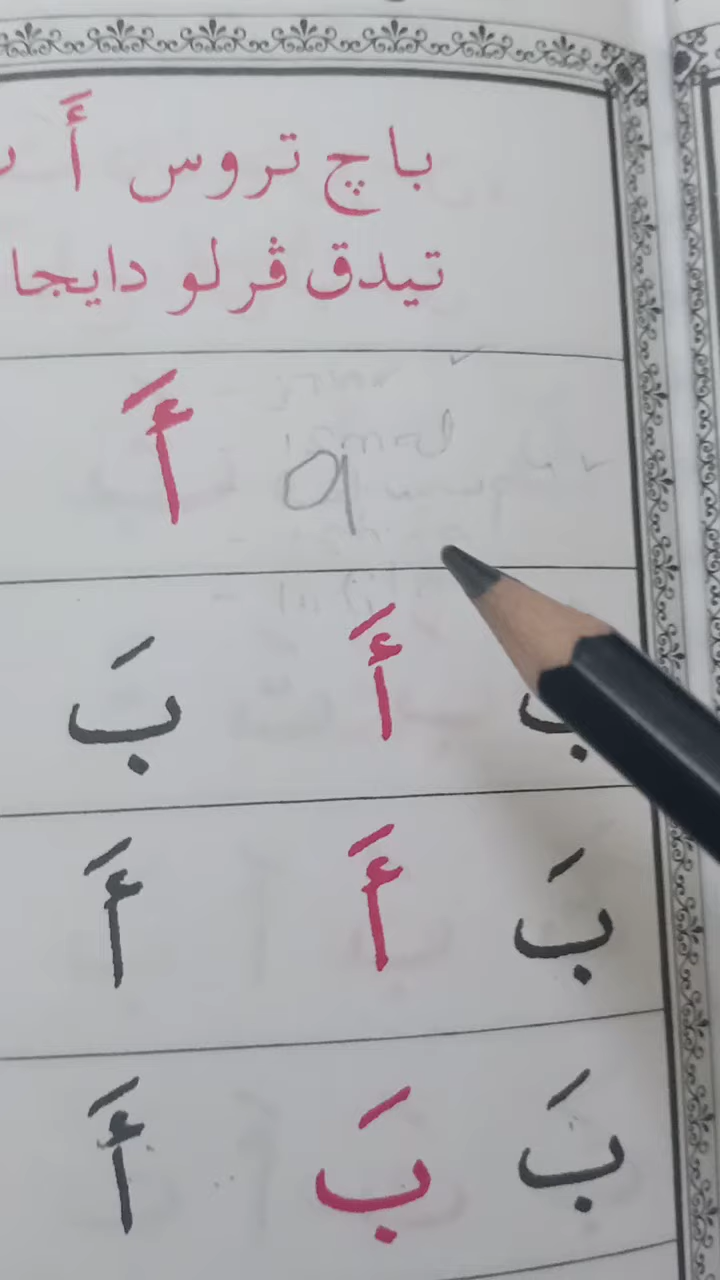 باچ تروس أَ
تيدق ڤرلو دايجا
a أَ
بَ أَ بَ
بَ أَ أَ
بَ بَ أَ